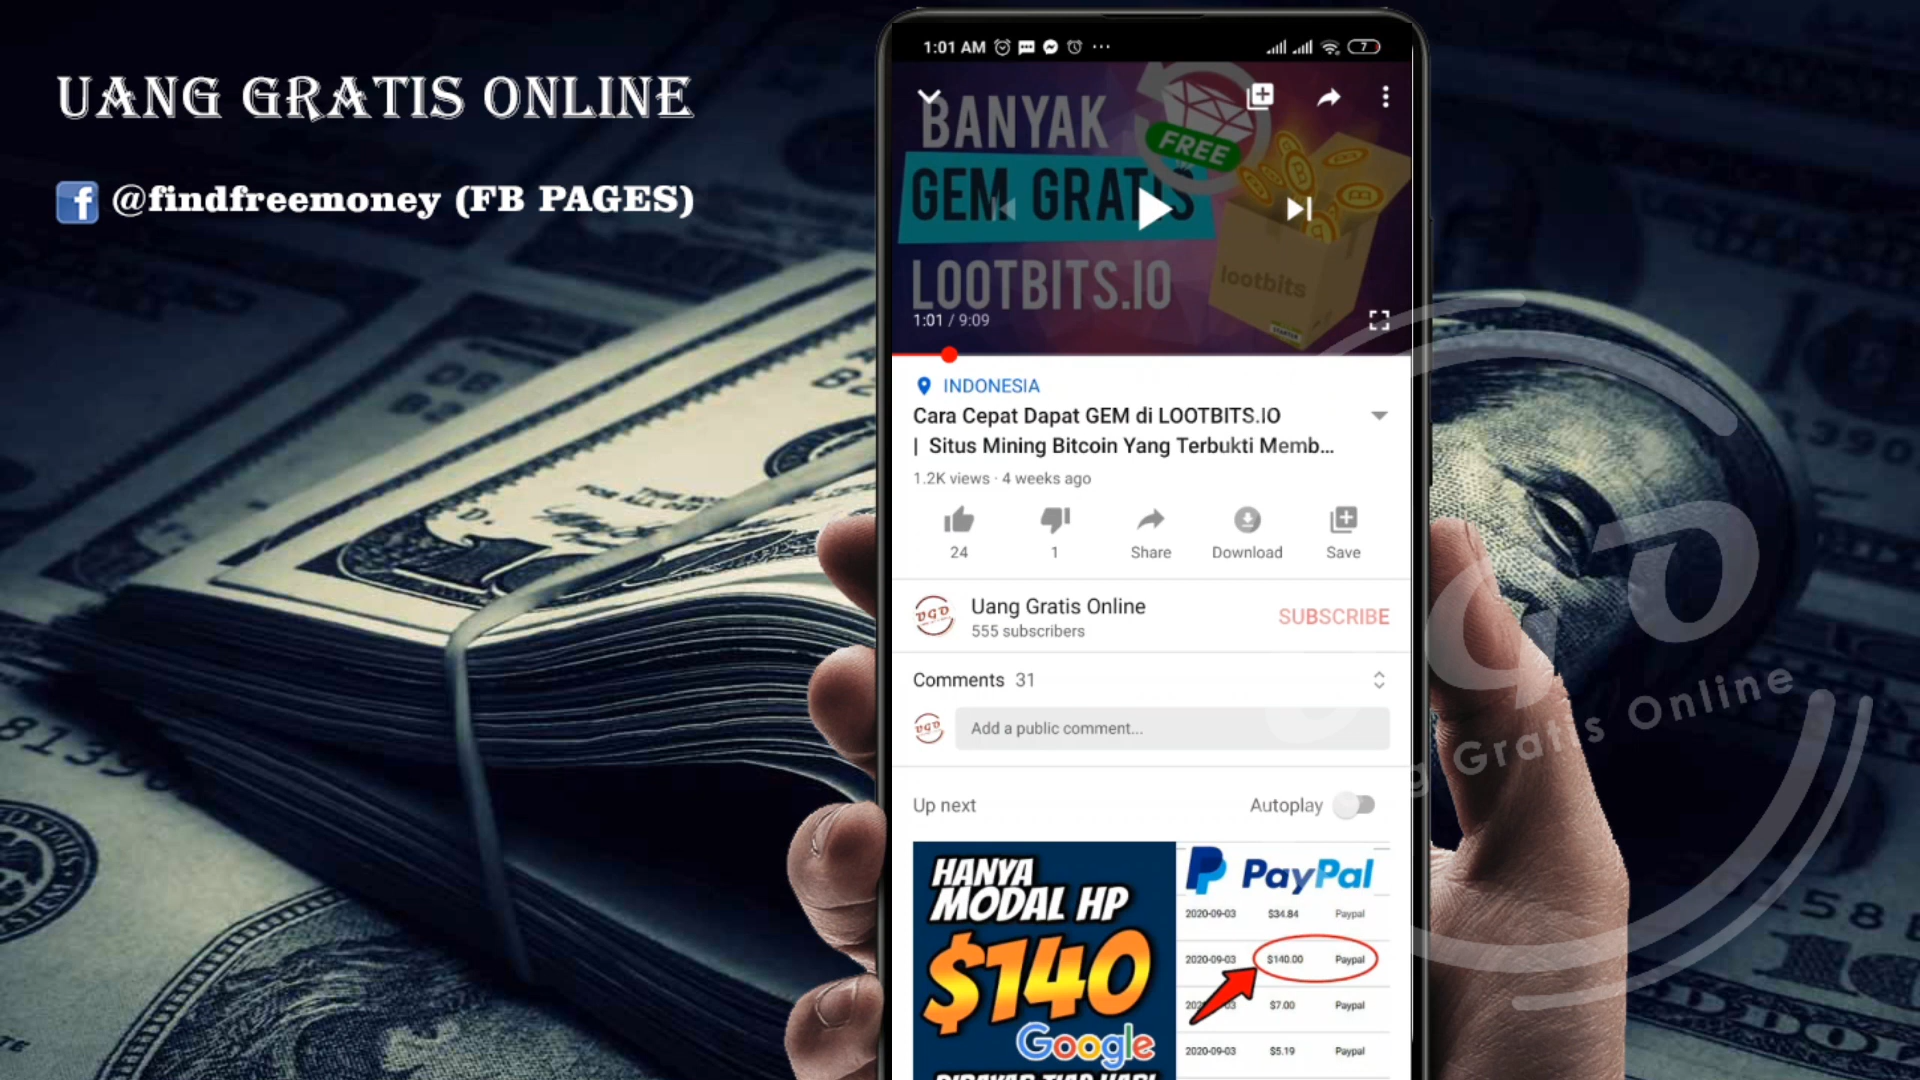 UANG GRATIS ONLINE
f @findfreemoney (FB PAGES)
1:01 AM
7
BANYAK
FREE
GEM GRATIS
LOOTBITS.IO
lootbits
1:01 / 9:09
INDONESIA
Cara Cepat Dapat GEM di LOOTBITS.IO
| Situs Mining Bitcoin Yang Terbukti Memb...
1.2K views · 4 weeks ago
24
1
Share
Download
Save
UGO
Uang Gratis Online
555 subscribers
SUBSCRIBE
Comments 31
Add a public comment...
Up next
Autoplay
HANYA
MODAL HP
$140
Google
PayPal
2020-09-03 $34.84 Paypal
2020-09-03 $140.00 Paypal
$7.00 Paypal
2020-09-03 $5.19 Paypal
Gratis Online